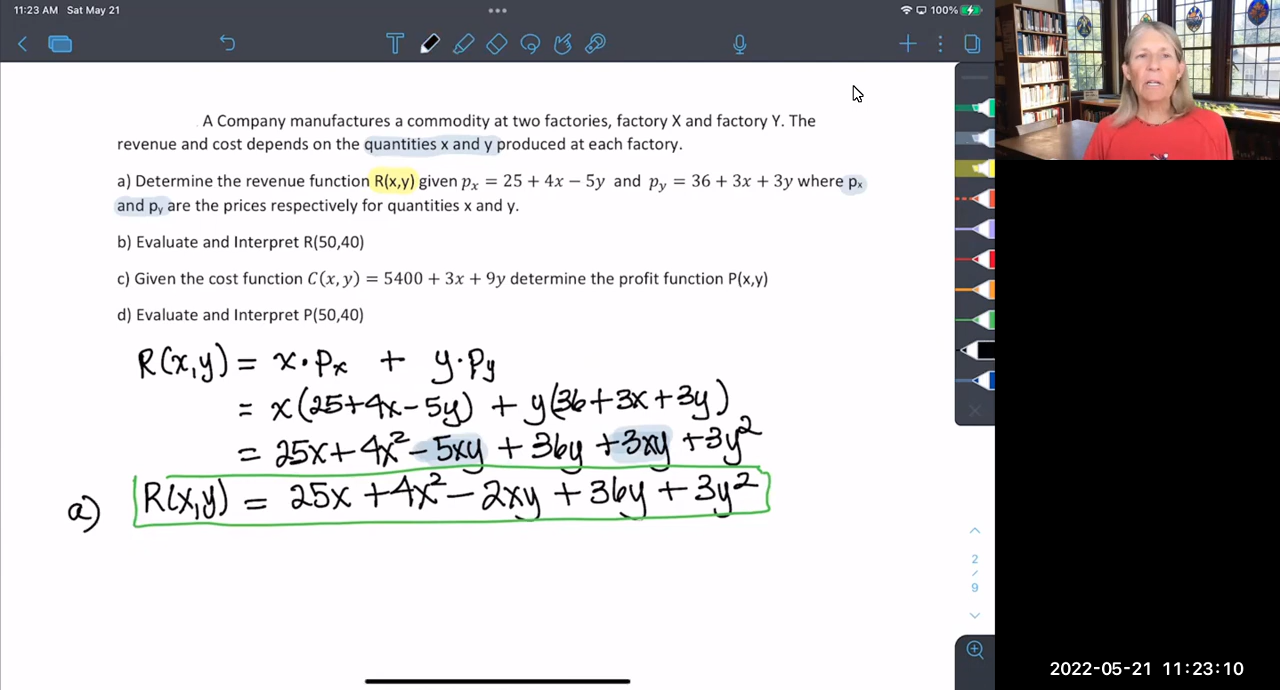 11:23 AM Sat May 21
100%
A Company manufactures a commodity at two factories, factory X and factory Y. The
revenue and cost depends on the quantities x and y produced at each factory.
a) Determine the revenue function R(x,y) given pₓ = 25 + 4x − 5y and p_y = 36 + 3x + 3y where pₓ
and p_y are the prices respectively for quantities x and y.
b) Evaluate and Interpret R(50,40)
c) Given the cost function C(x, y) = 5400 + 3x + 9y determine the profit function P(x,y)
d) Evaluate and Interpret P(50,40)
R(x,y) = x·pₓ + y·p_y
= x(25+4x−5y) + y(36+3x+3y)
= 25x+4x²−5xy+36y+3xy+3y²
a) R(x,y) = 25x+4x²−2xy+36y+3y²
2
/
9
2022-05-21 11:23:10